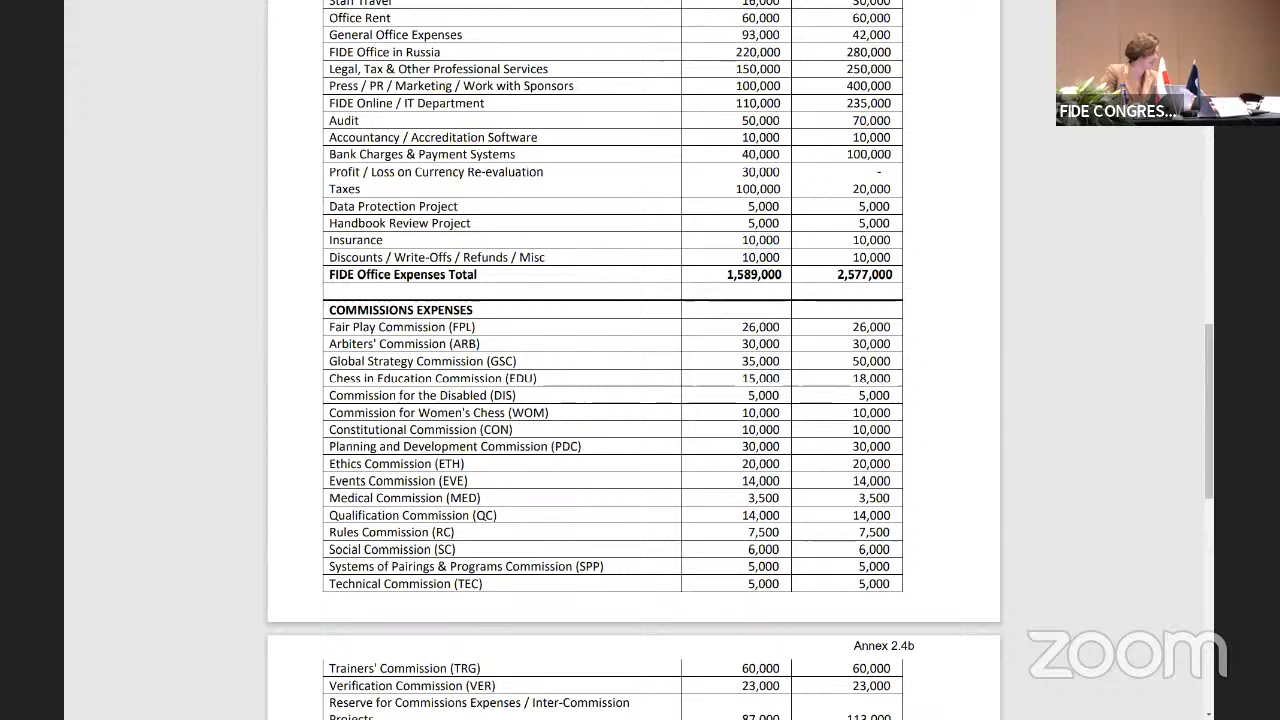 Staff Travel 16,000 30,000
Office Rent 60,000 60,000
General Office Expenses 93,000 42,000
FIDE Office in Russia 220,000 280,000
Legal, Tax & Other Professional Services 150,000 250,000
Press / PR / Marketing / Work with Sponsors 100,000 400,000
FIDE Online / IT Department 110,000 235,000
Audit 50,000 70,000
Accountancy / Accreditation Software 10,000 10,000
Bank Charges & Payment Systems 40,000 100,000
Profit / Loss on Currency Re-evaluation 30,000 -
Taxes 100,000 20,000
Data Protection Project 5,000 5,000
Handbook Review Project 5,000 5,000
Insurance 10,000 10,000
Discounts / Write-Offs / Refunds / Misc 10,000 10,000
FIDE Office Expenses Total 1,589,000 2,577,000
COMMISSIONS EXPENSES
Fair Play Commission (FPL) 26,000 26,000
Arbiters' Commission (ARB) 30,000 30,000
Global Strategy Commission (GSC) 35,000 50,000
Chess in Education Commission (EDU) 15,000 18,000
Commission for the Disabled (DIS) 5,000 5,000
Commission for Women's Chess (WOM) 10,000 10,000
Constitutional Commission (CON) 10,000 10,000
Planning and Development Commission (PDC) 30,000 30,000
Ethics Commission (ETH) 20,000 20,000
Events Commission (EVE) 14,000 14,000
Medical Commission (MED) 3,500 3,500
Qualification Commission (QC) 14,000 14,000
Rules Commission (RC) 7,500 7,500
Social Commission (SC) 6,000 6,000
Systems of Pairings & Programs Commission (SPP) 5,000 5,000
Technical Commission (TEC) 5,000 5,000
Annex 2.4b
Trainers' Commission (TRG) 60,000 60,000
Verification Commission (VER) 23,000 23,000
Reserve for Commissions Expenses / Inter-Commission
Projects 87,000 113,000
FIDE CONGRES...
zoom